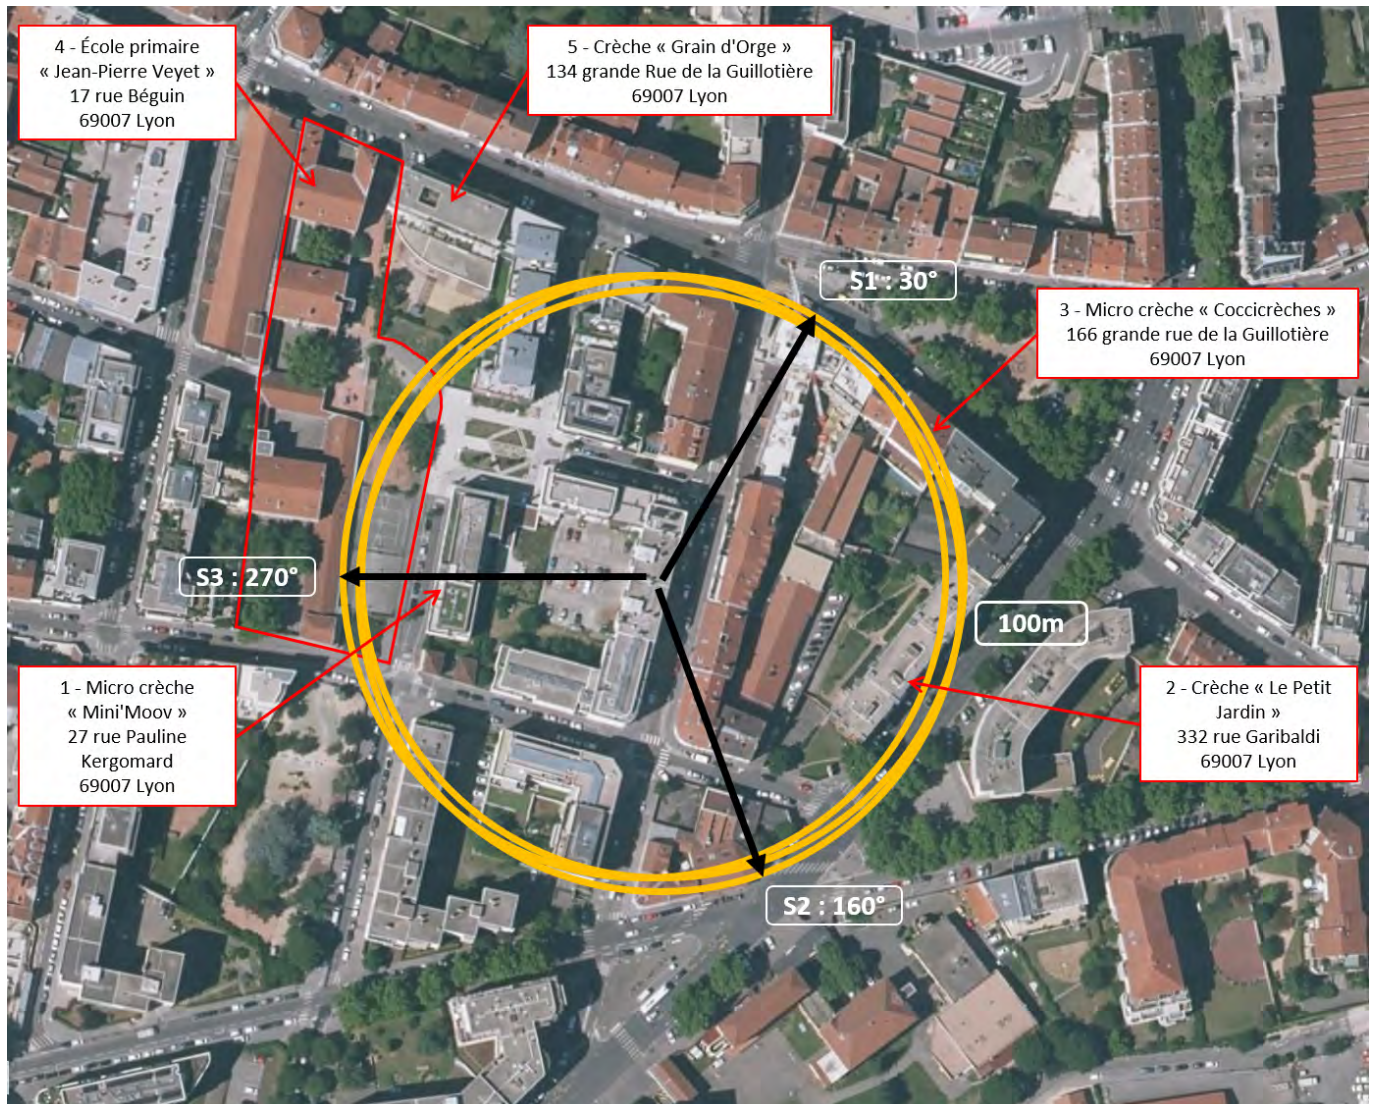 4 - École primaire
« Jean-Pierre Veyet »
17 rue Béguin
69007 Lyon
5 - Crèche « Grain d'Orge »
134 grande Rue de la Guillotière
69007 Lyon
S1 : 30°
3 - Micro crèche « Coccicrèches »
166 grande rue de la Guillotière
69007 Lyon
S3 : 270°
100m
1 - Micro crèche
« Mini'Moov »
27 rue Pauline
Kergomard
69007 Lyon
2 - Crèche « Le Petit
Jardin »
332 rue Garibaldi
69007 Lyon
S2 : 160°